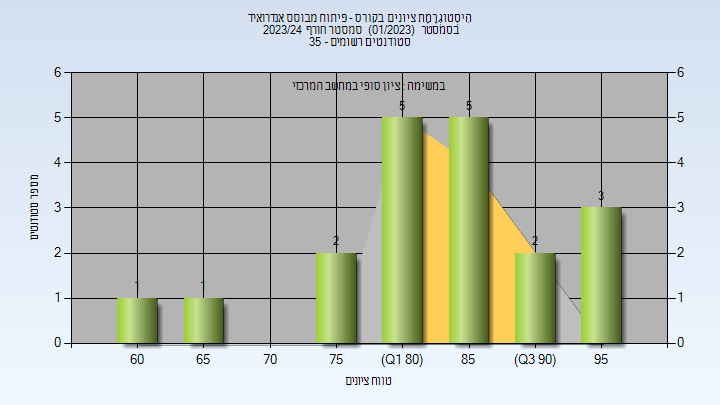 היסטוגרמת ציונים בקורס - פיתוח מבוסס אנדרואיד
בסמסטר (01/2023) סמסטר חורף 2023/24
סטודנטים רשומים - 35
במשימה : ציון סופי במחשב המרכזי
מספר סטודנטים
6 6
5 5
4 4
3 3
2 2
1 1
0 0
1 1 2 5 5 2 3
60 65 70 75 (Q1 80) 85 (Q3 90) 95
טווח ציונים